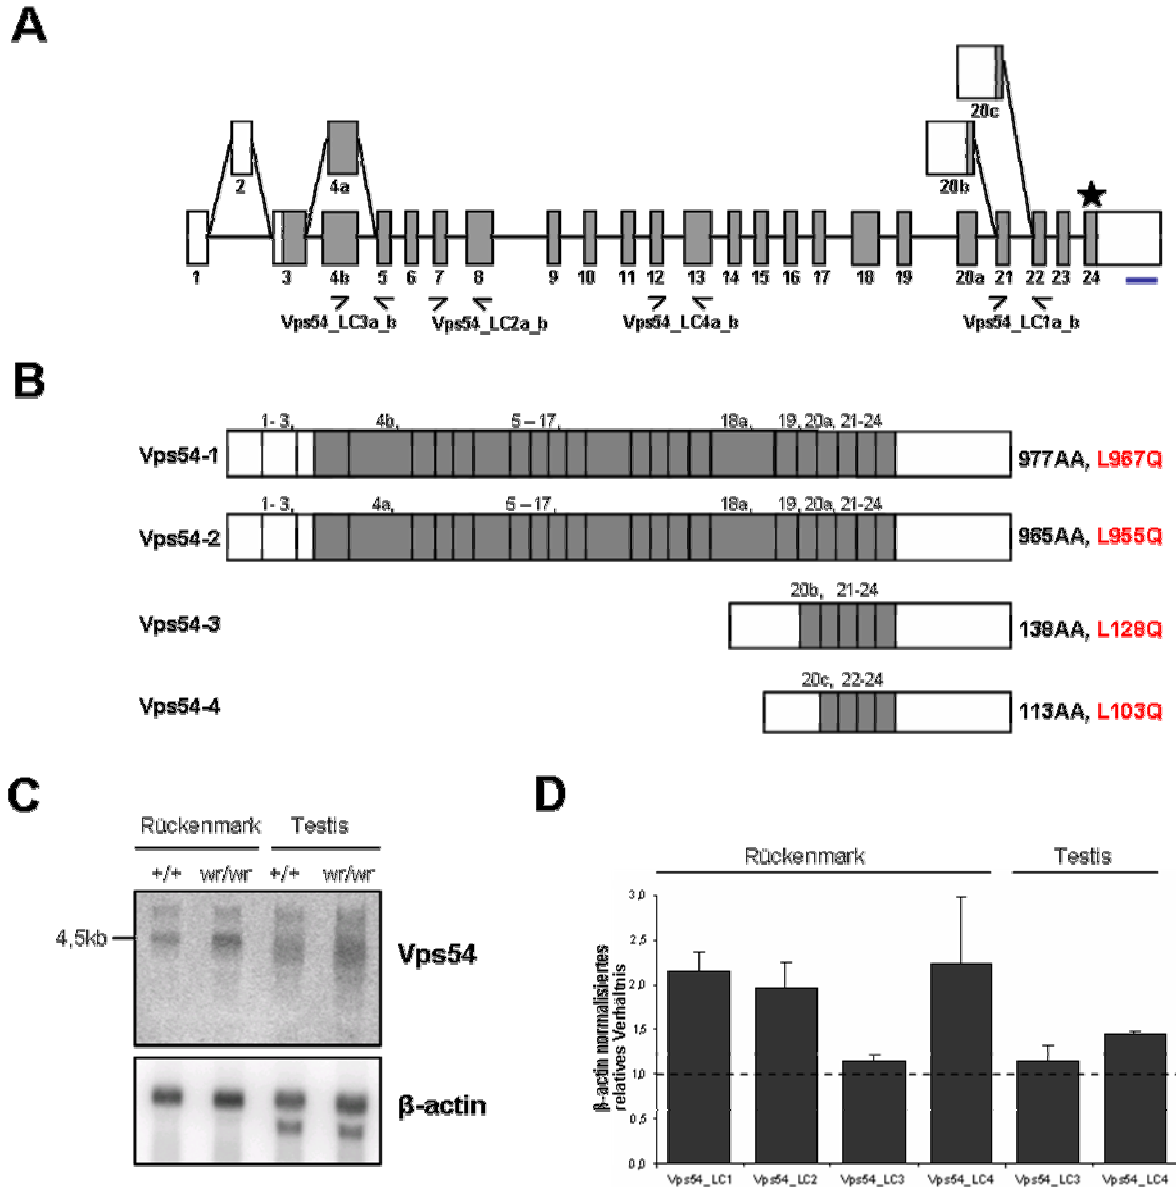 A
20c
20b
2
4a
1
3
4b
5
6
7
8
9
10
11
12
13
14
15
16
17
18
19
20a
21
22
23
24
Vps54_LC3a_b
Vps54_LC2a_b
Vps54_LC4a_b
Vps54_LC1a_b
B
1- 3,
4b,
5 – 17,
18a,
19, 20a, 21-24
Vps54-1
977AA, L967Q
1- 3,
4a,
5 – 17,
18a,
19, 20a, 21-24
Vps54-2
965AA, L955Q
20b, 21-24
Vps54-3
138AA, L128Q
20c, 22-24
Vps54-4
113AA, L103Q
C
Rückenmark
Testis
+/+
wr/wr
+/+
wr/wr
4,5kb
Vps54
β-actin
D
Rückenmark
Testis
β-actin normalisiertes
relatives Verhältnis
3,0
2,5
2,0
1,5
1,0
0,5
0,0
Vps54_LC1
Vps54_LC2
Vps54_LC3
Vps54_LC4
Vps54_LC3
Vps54_LC4